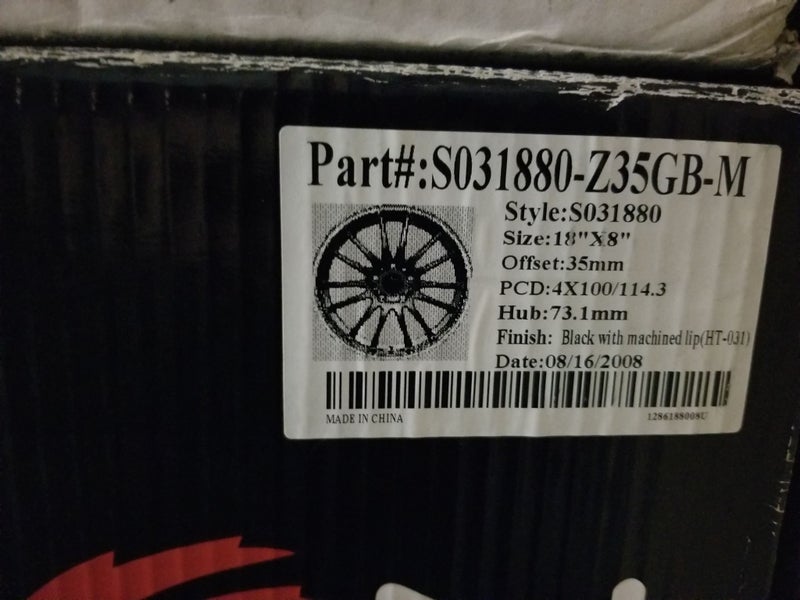 Part#:S031880-Z35GB-M
Style:S031880
Size:18"X8"
Offset:35mm
PCD:4X100/114.3
Hub:73.1mm
Finish: Black with machined lip(HT-031)
Date:08/16/2008
MADE IN CHINA
1286188008U